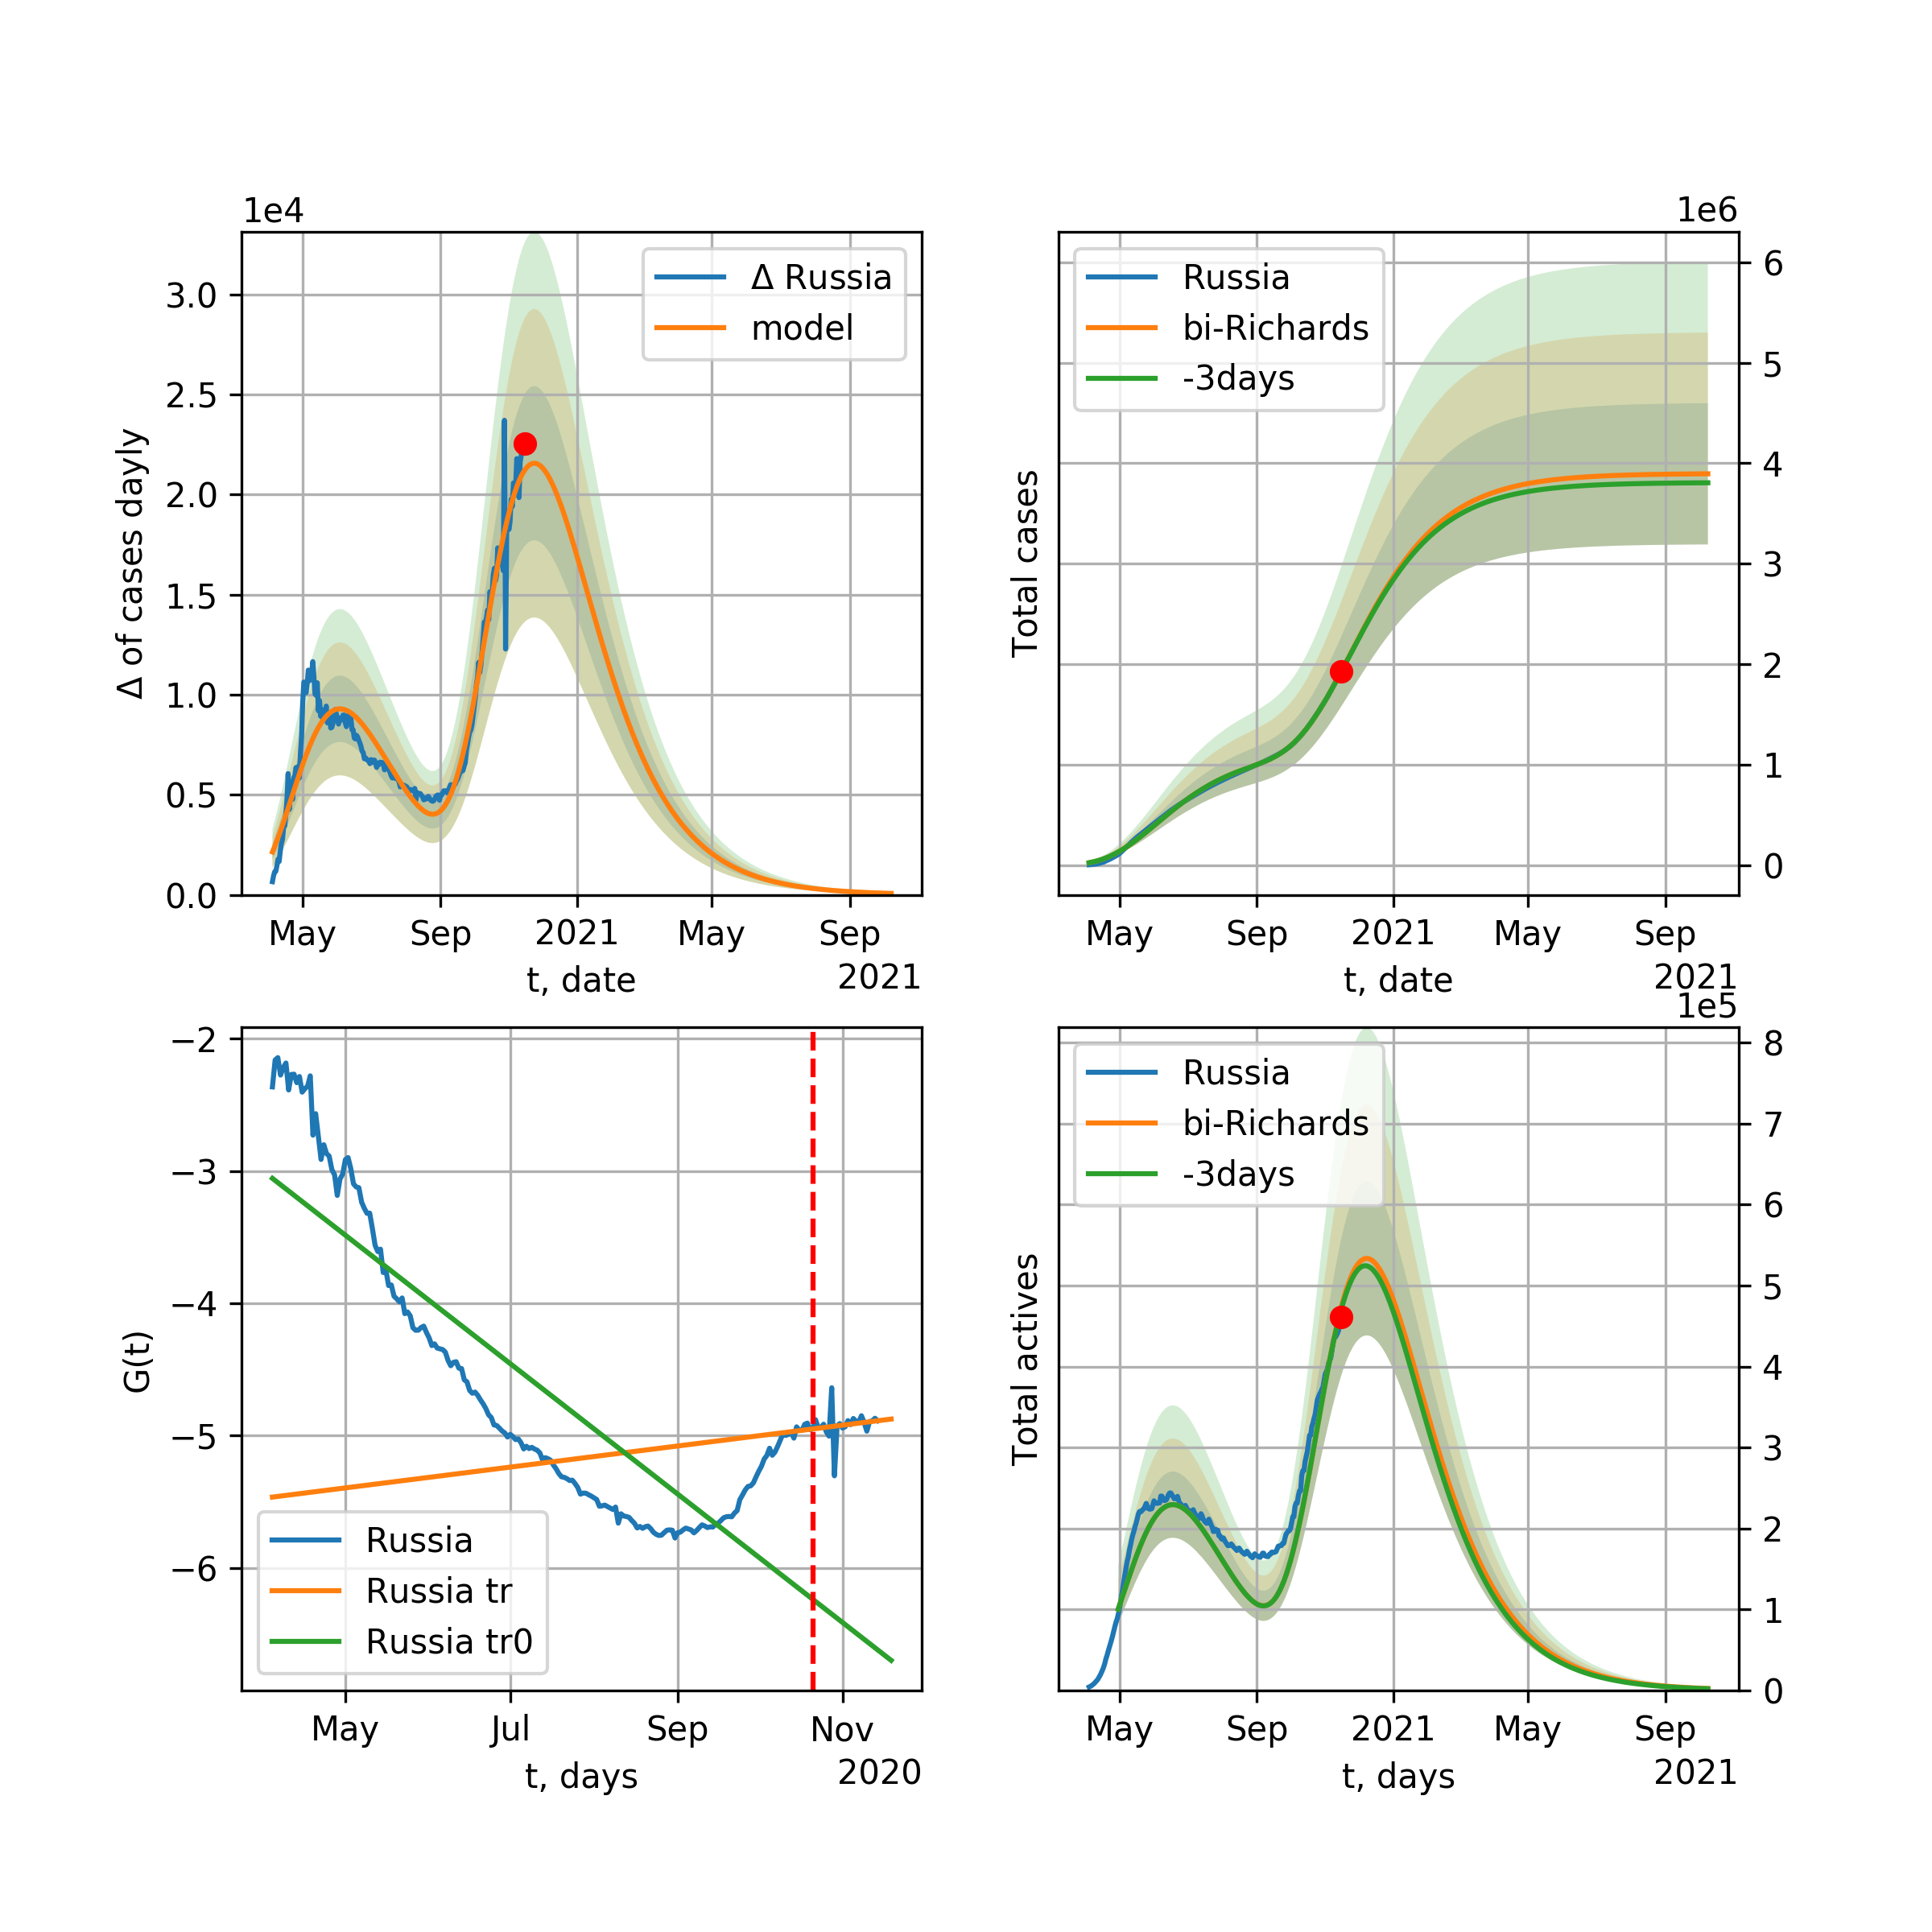 1e4
3.0
2.5
2.0
1.5
1.0
0.5
0.0
Δ of cases dayly
Δ Russia
model
May Sep 2021 May Sep
t, date
2021
1e6
6
5
4
3
2
1
0
Total cases
Russia
bi-Richards
-3days
May Sep 2021 May Sep
t, date
2021
−2
−3
−4
−5
−6
G(t)
Russia
Russia tr
Russia tr0
May Jul Sep Nov
t, days
2020
1e5
8
7
6
5
4
3
2
1
0
Total actives
Russia
bi-Richards
-3days
May Sep 2021 May Sep
t, days
2021